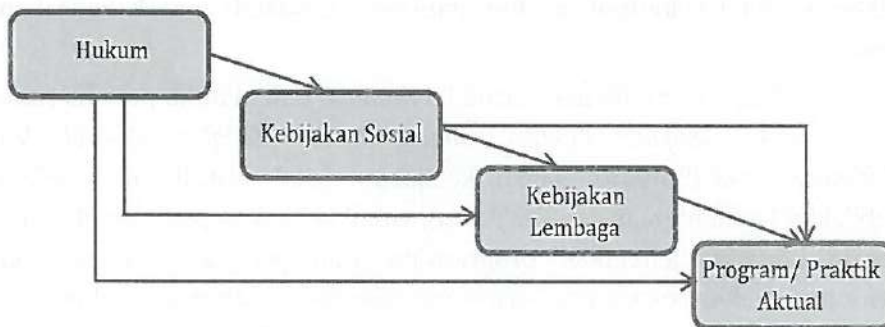 Hukum
Kebijakan Sosial
Kebijakan
Lembaga
Program/ Praktik
Aktual